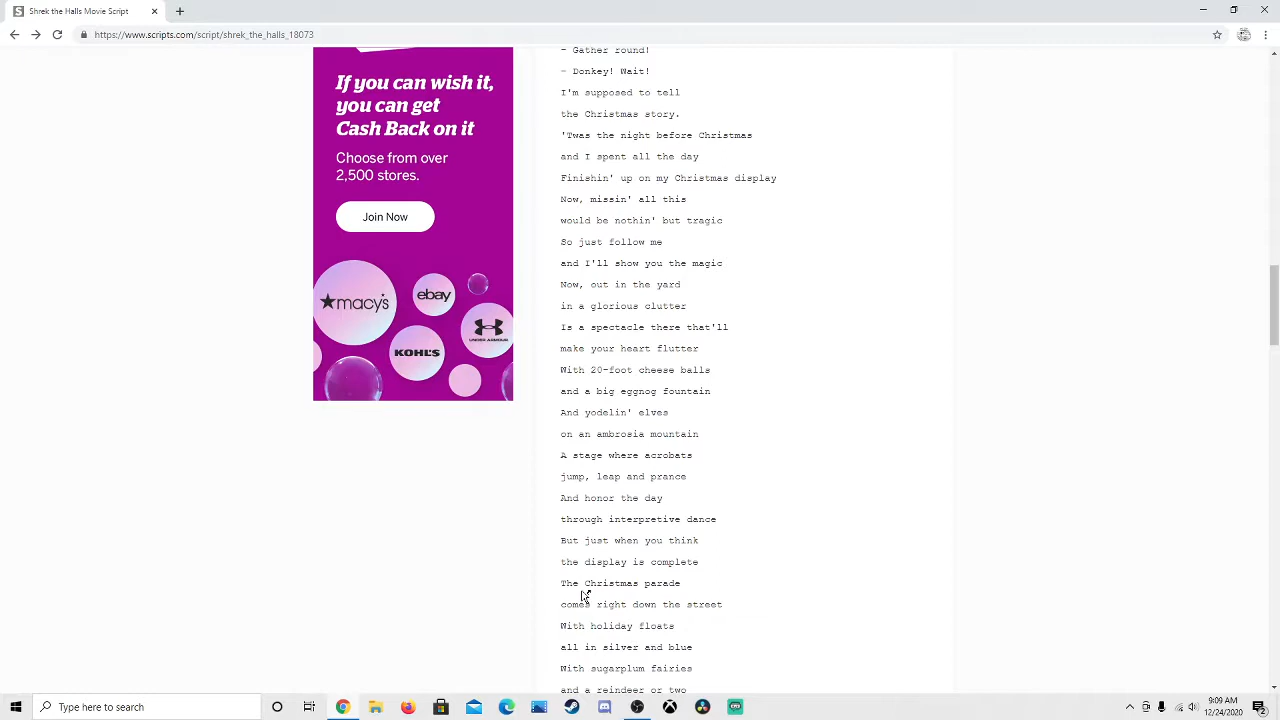 Shrek the Halls Movie Script
https://www.scripts.com/script/shrek_the_halls_18073
If you can wish it,
you can get
Cash Back on it
Choose from over
2,500 stores.
Join Now
★macy's
ebay
UNDER ARMOUR
KOHL'S
- Gather round!
- Donkey! Wait!
I'm supposed to tell
the Christmas story.
'Twas the night before Christmas
and I spent all the day
Finishin' up on my Christmas display
Now, missin' all this
would be nothin' but tragic
So just follow me
and I'll show you the magic
Now, out in the yard
in a glorious clutter
Is a spectacle there that'll
make your heart flutter
With 20-foot cheese balls
and a big eggnog fountain
And yodelin' elves
on an ambrosia mountain
A stage where acrobats
jump, leap and prance
And honor the day
through interpretive dance
But just when you think
the display is complete
The Christmas parade
comes right down the street
With holiday floats
all in silver and blue
With sugarplum fairies
and a reindeer or two
Type here to search
9:09 AM
12/24/2020